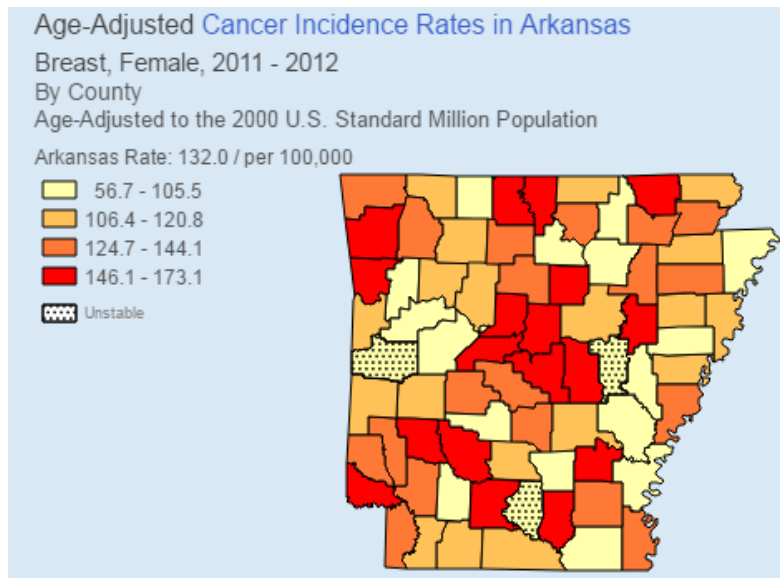 Age-Adjusted Cancer Incidence Rates in Arkansas
Breast, Female, 2011 - 2012
By County
Age-Adjusted to the 2000 U.S. Standard Million Population
Arkansas Rate: 132.0 / per 100,000
56.7 - 105.5
106.4 - 120.8
124.7 - 144.1
146.1 - 173.1
Unstable